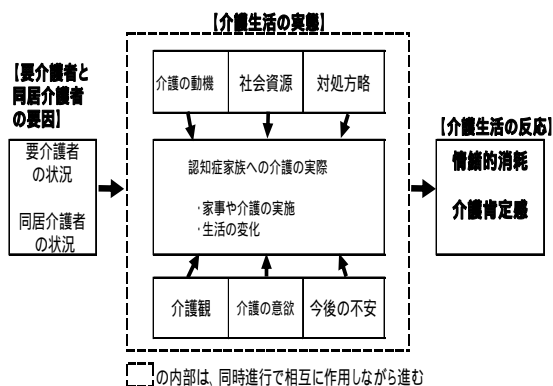 【介護生活の実態】
【要介護者と
同居介護者
の要因】
要介護者
の状況
同居介護者
の状況
介護の動機
社会資源
対処方略
認知症家族への介護の実際
・家事や介護の実施
・生活の変化
介護観
介護の意欲
今後の不安
【介護生活の反応】
情緒的消耗
介護肯定感
の内部は、同時進行で相互に作用しながら進む